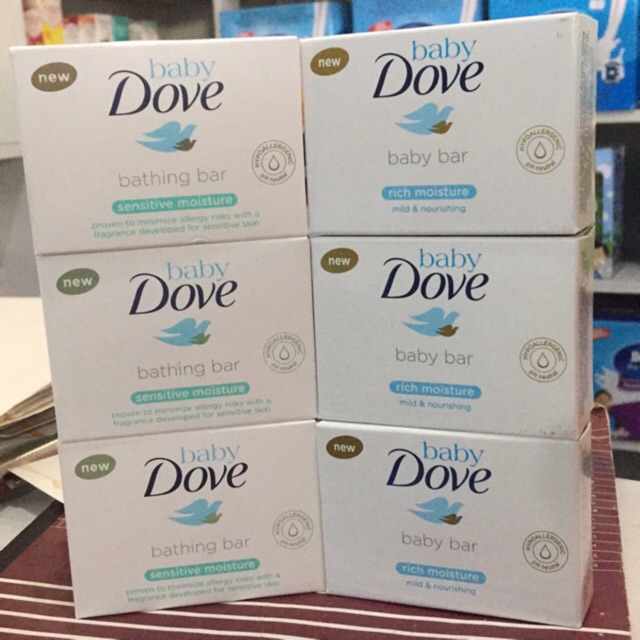 new
baby
Dove
bathing bar
sensitive moisture
proven to minimize allergy risks with a
fragrance developed for sensitive skin
HYPOALLERGENIC
pH neutral
new
baby
Dove
baby bar
rich moisture
mild & nourishing
HYPOALLERGENIC
pH neutral
new
baby
Dove
bathing bar
sensitive moisture
proven to minimize allergy risks with a
fragrance developed for sensitive skin
HYPOALLERGENIC
pH neutral
new
baby
Dove
baby bar
rich moisture
mild & nourishing
HYPOALLERGENIC
pH neutral
new
baby
Dove
bathing bar
sensitive moisture
proven to minimize allergy risks with a
fragrance developed for sensitive skin
HYPOALLERGENIC
pH neutral
new
baby
Dove
baby bar
rich moisture
mild & nourishing
HYPOALLERGENIC
pH neutral